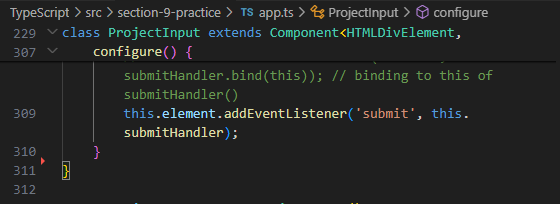 TypeScript > src > section-9-practice > TS app.ts > ProjectInput > configure
229 class ProjectInput extends Component<HTMLDivElement,
307 configure() {
submitHandler.bind(this)); // binding to this of
submitHandler()
309 this.element.addEventListener('submit', this.
submitHandler);
310 }
311 }
312